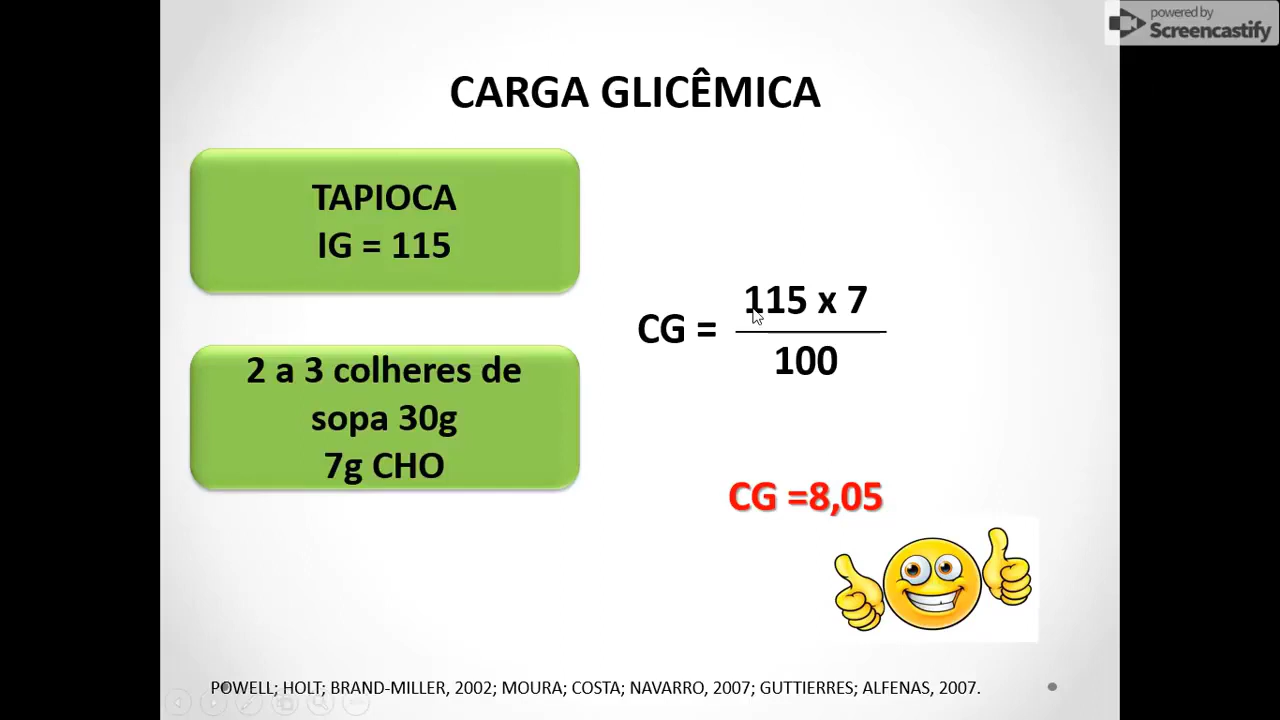 powered by
Screencastify
CARGA GLICÊMICA
TAPIOCA
IG = 115
2 a 3 colheres de
sopa 30g
7g CHO
CG =
115 x 7
100
CG =8,05
POWELL; HOLT; BRAND-MILLER, 2002; MOURA; COSTA; NAVARRO, 2007; GUTTIERRES; ALFENAS, 2007.